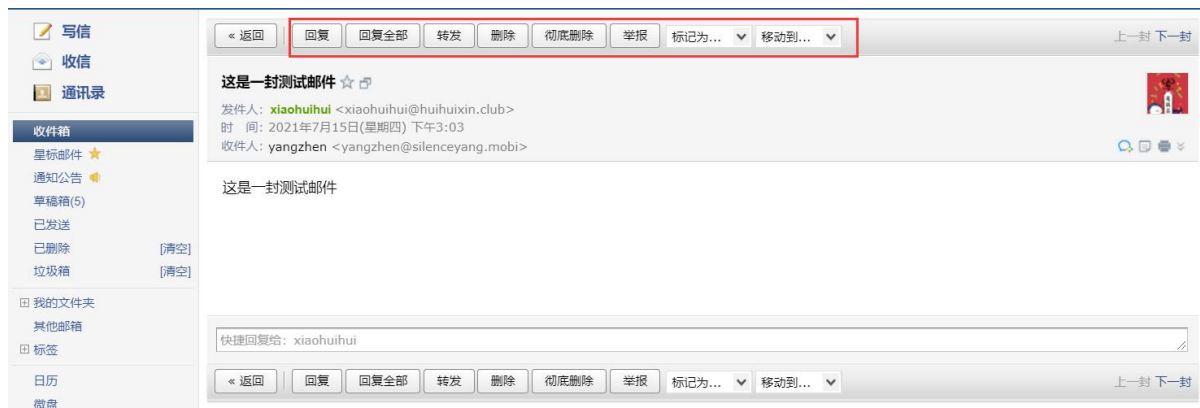 写信
收信
通讯录
收件箱
星标邮件
通知公告
草稿箱(5)
已发送
已删除 [清空]
垃圾箱 [清空]
我的文件夹
其他邮箱
标签
日历
微盘
« 返回 回复 回复全部 转发 删除 彻底删除 举报 标记为... 移动到... 上一封 下一封
这是一封测试邮件
发件人: xiaohuihui <xiaohuihui@huihuixin.club>
时 间: 2021年7月15日(星期四) 下午3:03
收件人: yangzhen <yangzhen@silenceyang.mobi>
这是一封测试邮件
快捷回复给: xiaohuihui
« 返回 回复 回复全部 转发 删除 彻底删除 举报 标记为... 移动到... 上一封 下一封